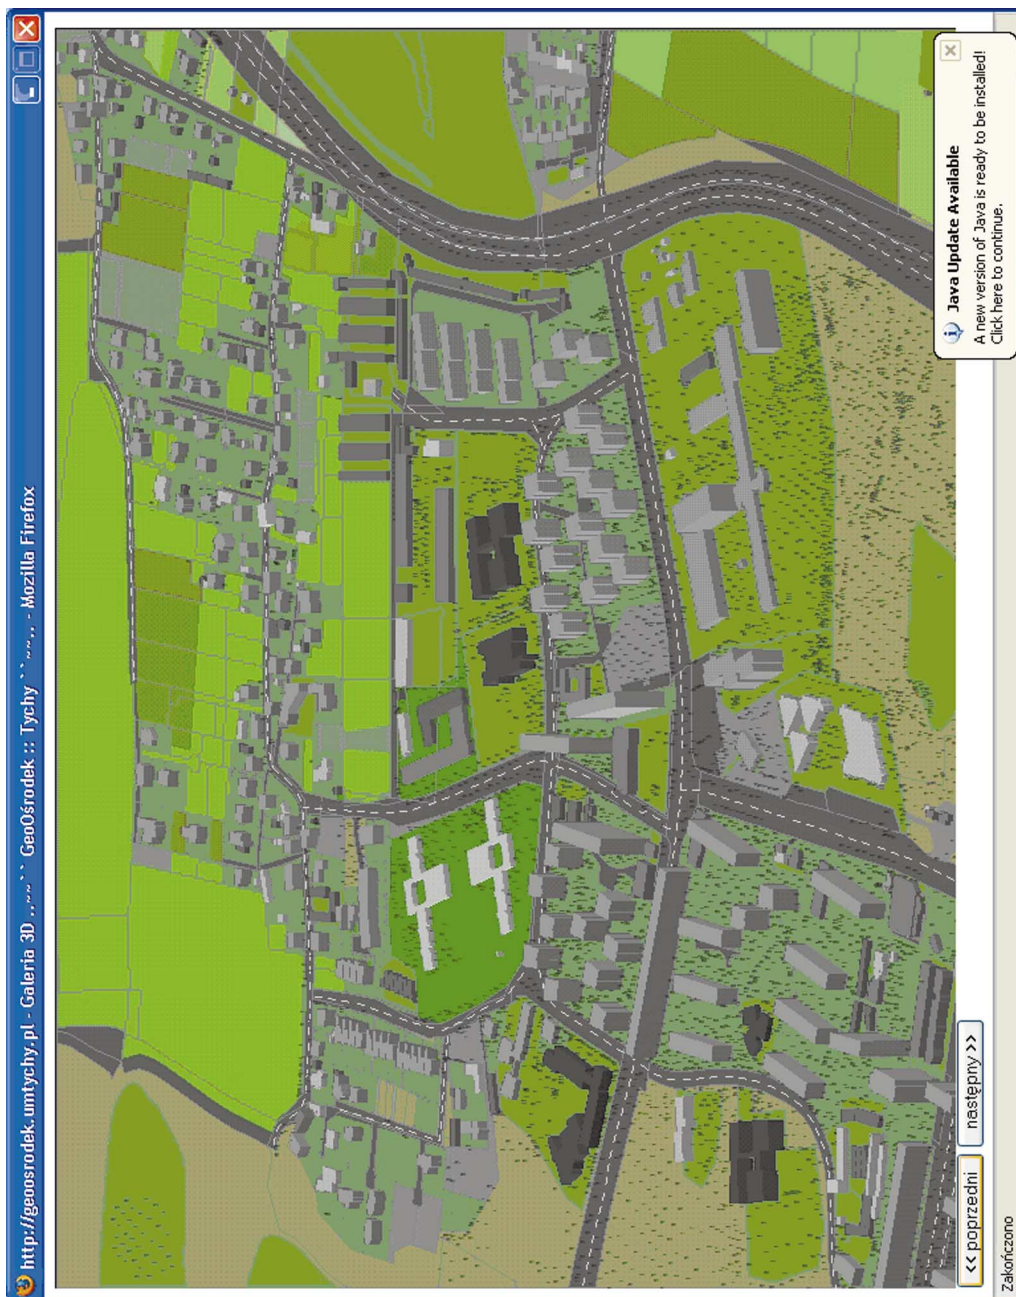 http://geoosrodek.umtychy.pl - Galeria 3D ..,~~`` GeoOśrodek :: Tychy ``~~,.. - Mozilla Firefox
Java Update Available
A new version of Java is ready to be installed!
Click here to continue.
<< poprzedni
następny >>
Zakończono